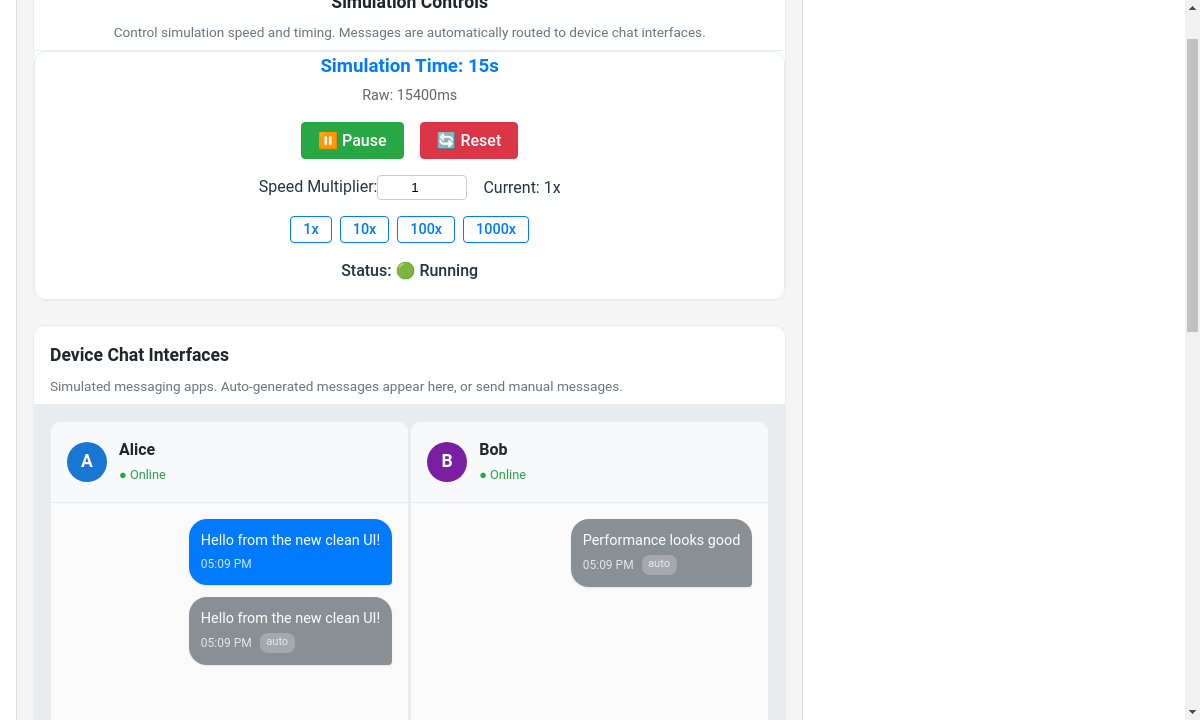 Simulation Controls
Control simulation speed and timing. Messages are automatically routed to device chat interfaces.
Simulation Time: 15s
Raw: 15400ms
⏸️ Pause
🔄 Reset
Speed Multiplier: 1 Current: 1x
1x 10x 100x 1000x
Status: 🟢 Running
Device Chat Interfaces
Simulated messaging apps. Auto-generated messages appear here, or send manual messages.
A
Alice
● Online
Hello from the new clean UI!
05:09 PM
Hello from the new clean UI!
05:09 PM auto
B
Bob
● Online
Performance looks good
05:09 PM auto